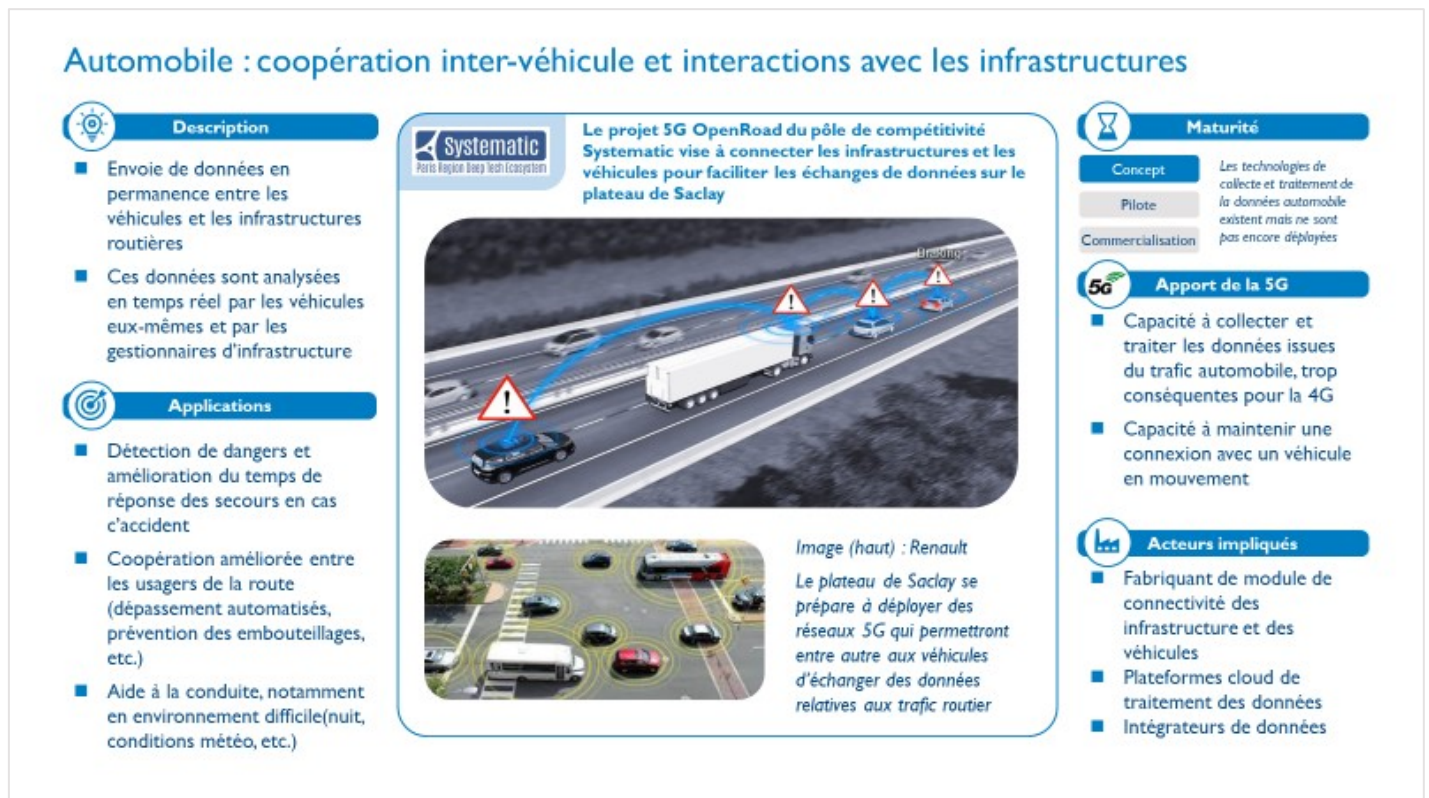 Automobile : coopération inter-véhicule et interactions avec les infrastructures
Description
Envoie de données en
permanence entre les
véhicules et les infrastructures
routières
Ces données sont analysées
en temps réel par les véhicules
eux-mêmes et par les
gestionnaires d'infrastructure
Applications
Détection de dangers et
amélioration du temps de
réponse des secours en cas
c'accident
Coopération améliorée entre
les usagers de la route
(dépassement automatisés,
prévention des embouteillages,
etc.)
Aide à la conduite, notamment
en environnement difficile(nuit,
conditions météo, etc.)
Systematic
Paris Region Deep Tech Ecosystem
Le projet 5G OpenRoad du pôle de compétitivité
Systematic vise à connecter les infrastructures et les
véhicules pour faciliter les échanges de données sur le
plateau de Saclay
Braking
!
!
!
!
Image (haut) : Renault
Le plateau de Saclay se
prépare à déployer des
réseaux 5G qui permettront
entre autre aux véhicules
d'échanger des données
relatives aux trafic routier
Maturité
Concept
Pilote
Commercialisation
Les technologies de
collecte et traitement de
la données automobile
existent mais ne sont
pas encore déployées
5G
Apport de la 5G
Capacité à collecter et
traiter les données issues
du trafic automobile, trop
conséquentes pour la 4G
Capacité à maintenir une
connexion avec un véhicule
en mouvement
Acteurs impliqués
Fabriquant de module de
connectivité des
infrastructure et des
véhicules
Plateformes cloud de
traitement des données
Intégrateurs de données